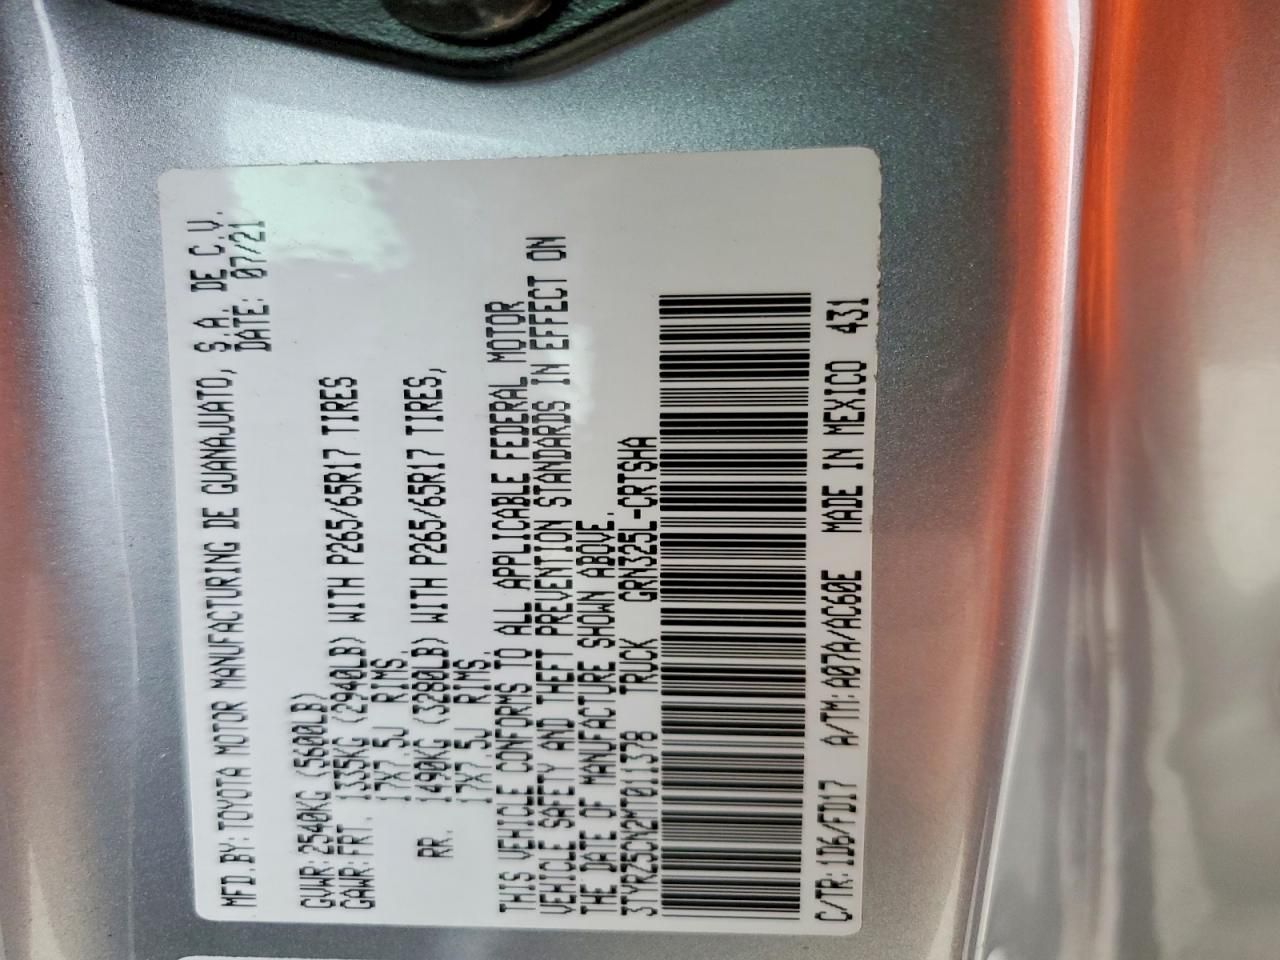 MFD.BY: TOYOTA MOTOR MANUFACTURING DE GUANAJUATO, S.A. DE C.V.
DATE: 07/21
GVWR: 2540KG (5600LB)
GAWR: FRT. 1335KG (2940LB) WITH P265/65R17 TIRES
17X7.5J RIMS,
RR. 1490KG (3280LB) WITH P265/65R17 TIRES,
17X7.5J RIMS.
THIS VEHICLE CONFORMS TO ALL APPLICABLE FEDERAL MOTOR
VEHICLE SAFETY AND THEFT PREVENTION STANDARDS IN EFFECT ON
THE DATE OF MANUFACTURE SHOWN ABOVE.
3TYRZ5CN2MT011378 TRUCK GRN325L-CRTSHA
C/TR: 1D6/FD17 A/TM: A07A/AC60E MADE IN MEXICO 431